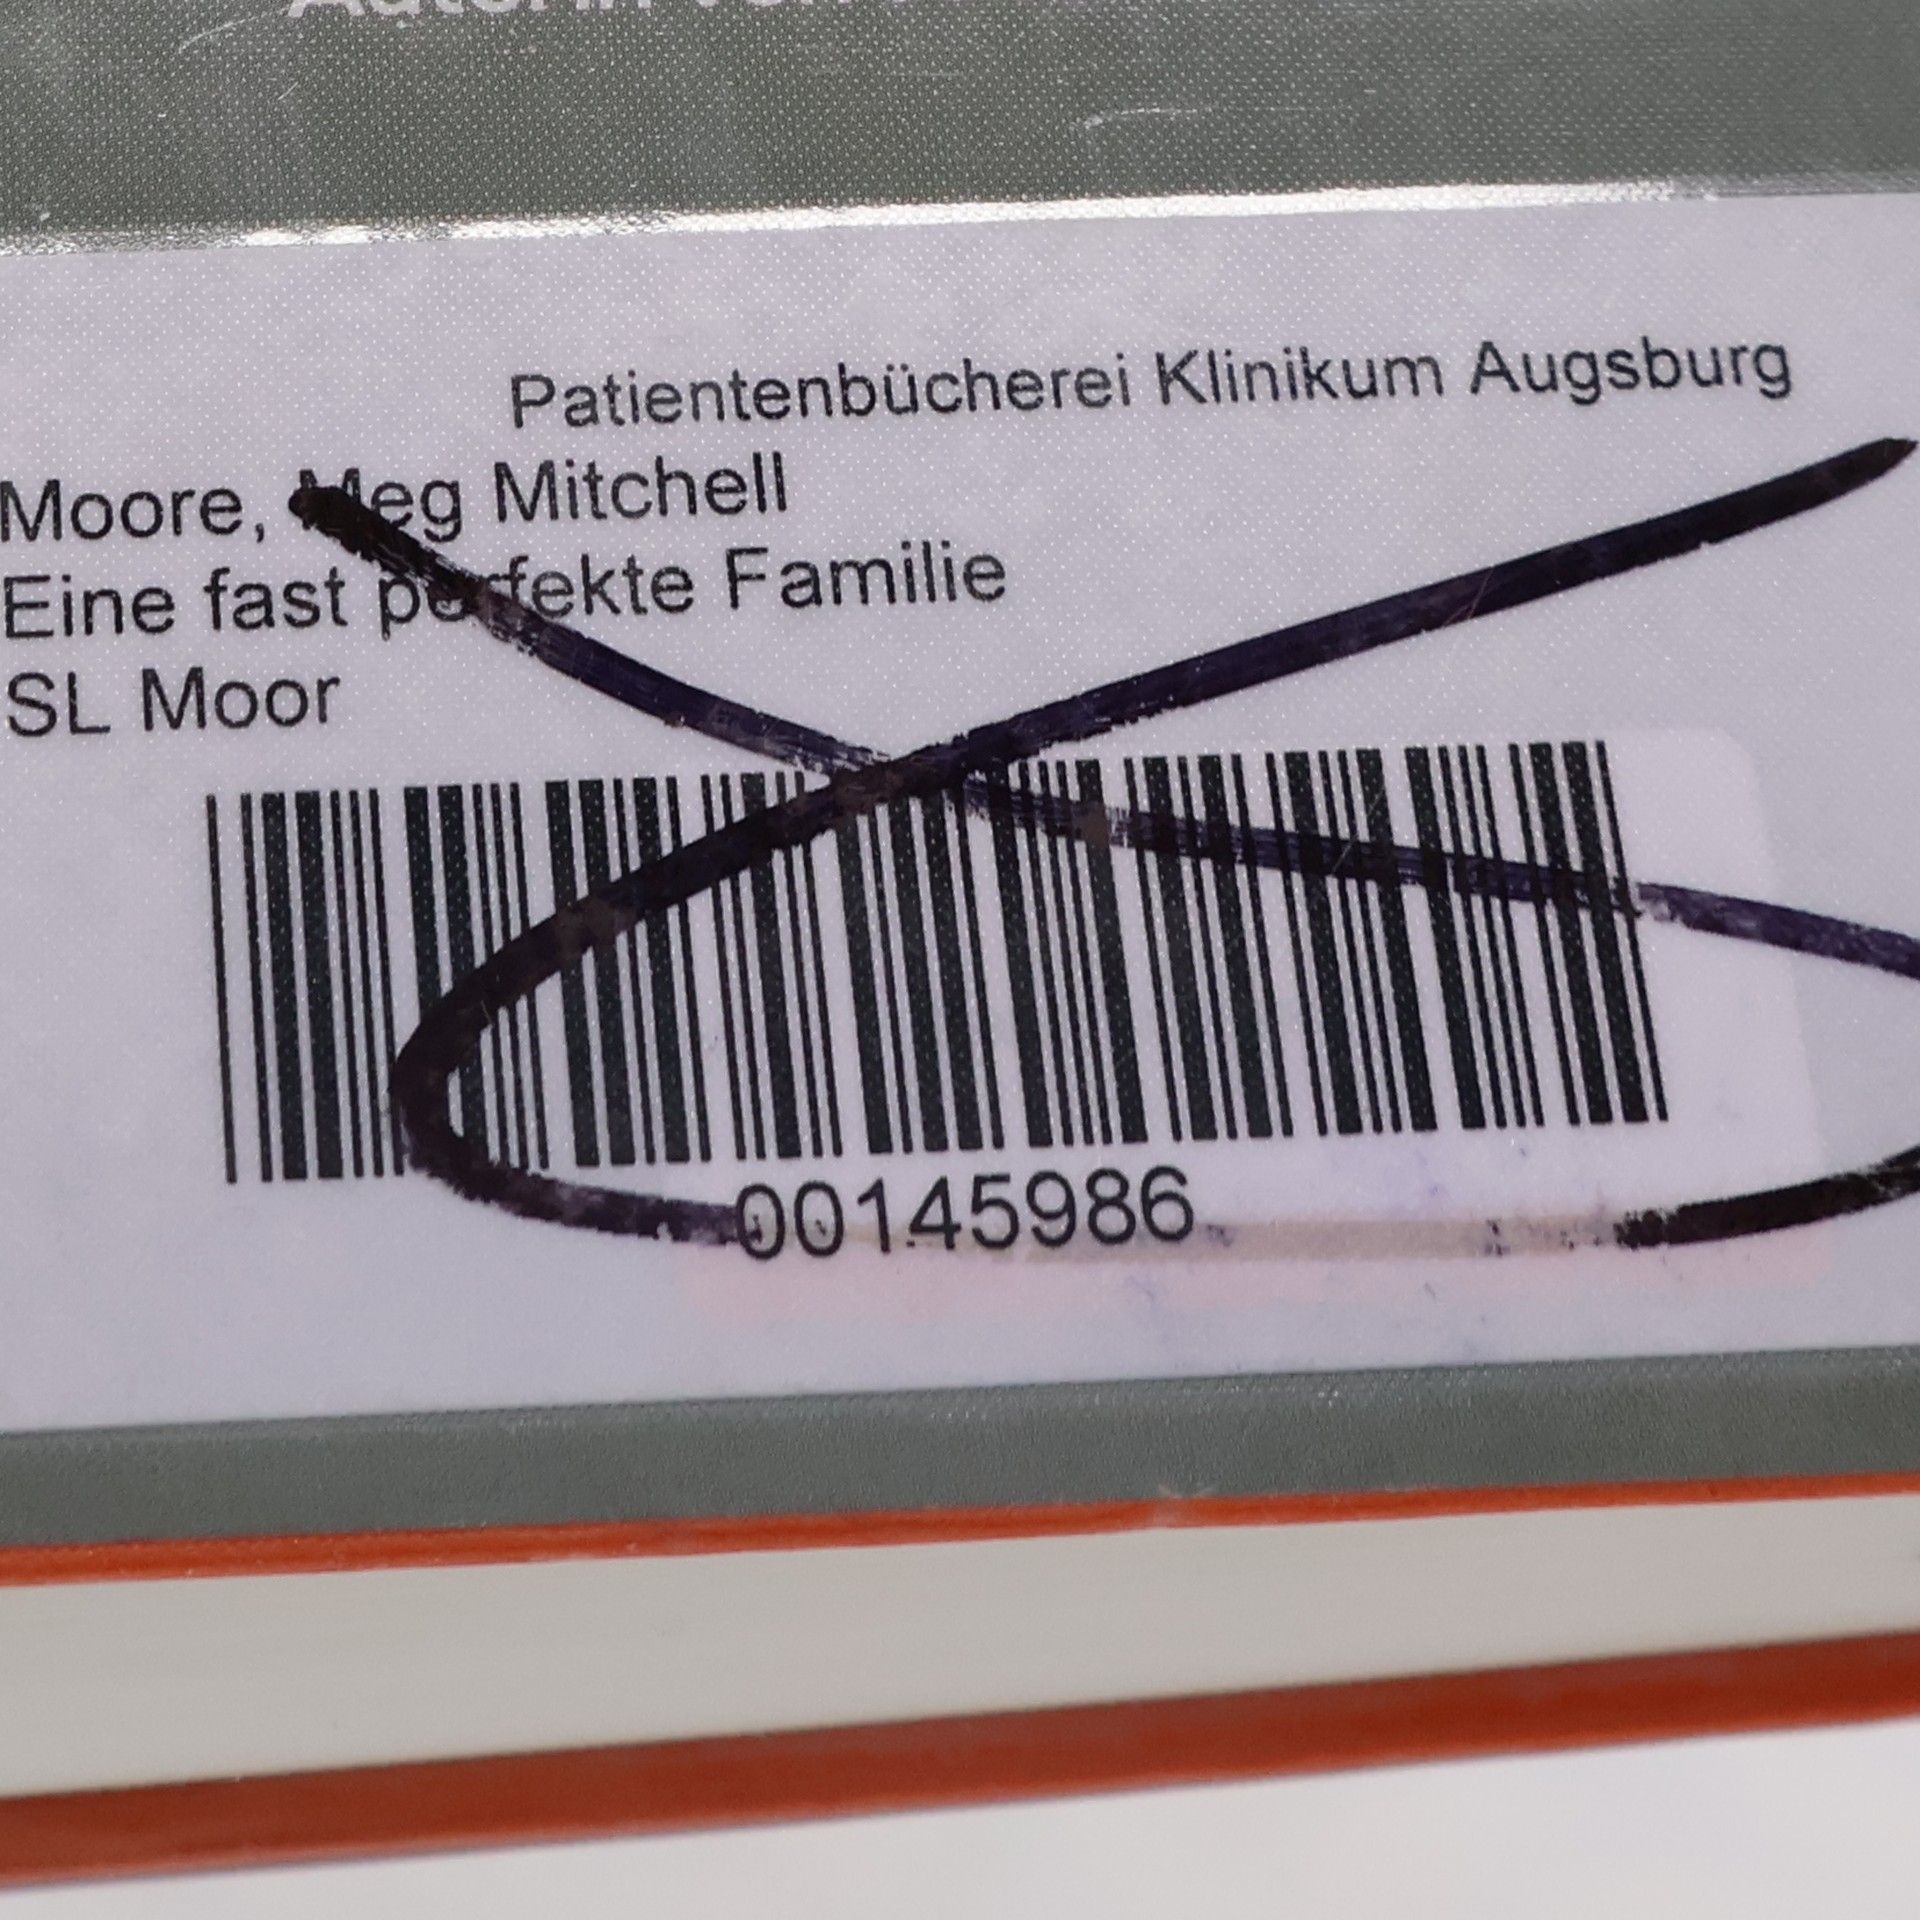 Patientenbücherei Klinikum Augsburg
Moore, Meg Mitchell
Eine fast perfekte Familie
SL Moor
00145986